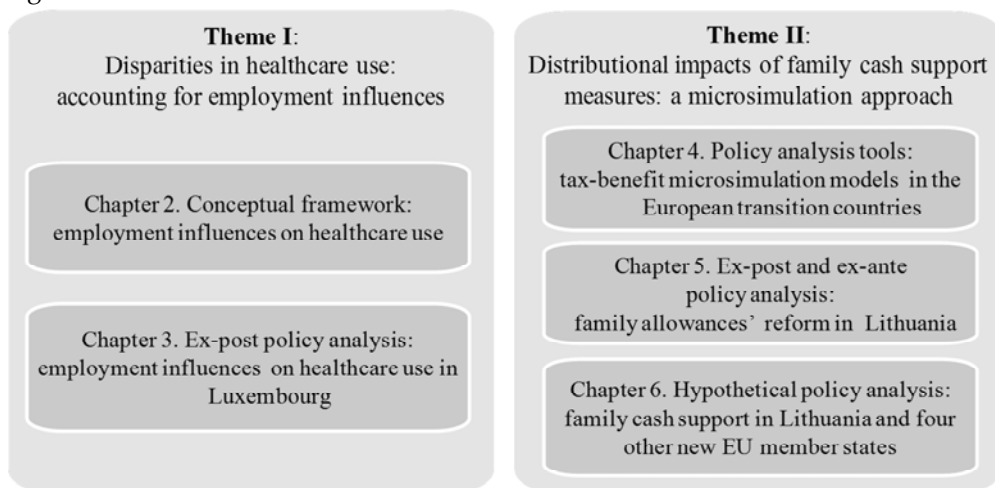 Theme I:
Disparities in healthcare use:
accounting for employment influences
Chapter 2. Conceptual framework:
employment influences on healthcare use
Chapter 3. Ex-post policy analysis:
employment influences on healthcare use in
Luxembourg
Theme II:
Distributional impacts of family cash support
measures: a microsimulation approach
Chapter 4. Policy analysis tools:
tax-benefit microsimulation models in the
European transition countries
Chapter 5. Ex-post and ex-ante
policy analysis:
family allowances’ reform in Lithuania
Chapter 6. Hypothetical policy analysis:
family cash support in Lithuania and four
other new EU member states